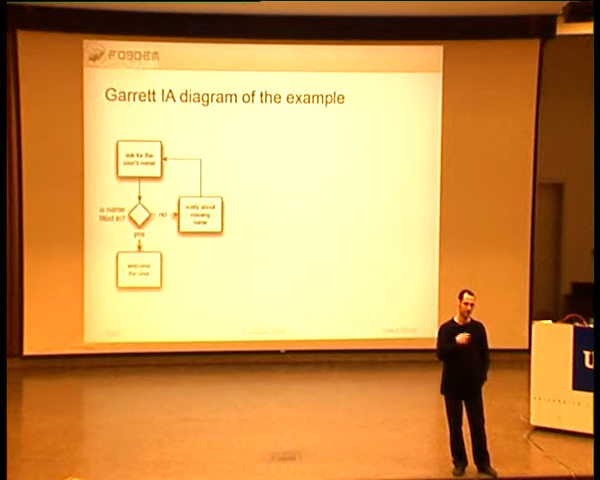 FOSDEM
Garrett IA diagram of the example
ask for the
user's name
is name
filled in?
no
notify about
missing
name
yes
welcome
the user
U